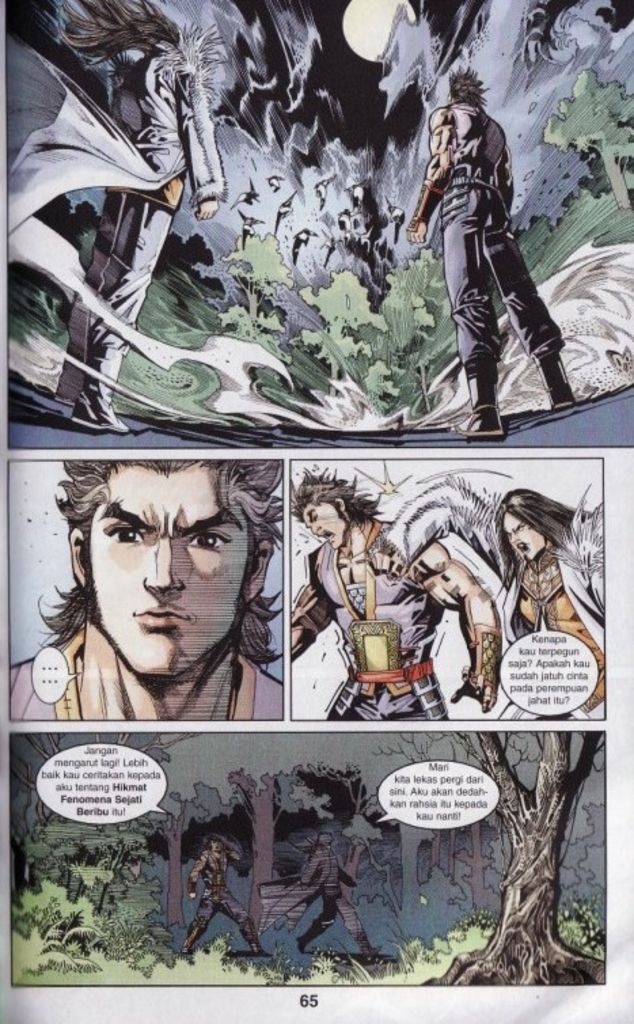 ...
...
Kenapa
kau terpegun
saja? Apakah kau
sudah jatuh cinta
pada perempuan
jahat itu?
Jangan
mengarut lagi! Lebih
baik kau ceritakan kepada
aku tentang Hikmat
Fenomena Sejati
Beribu itu!
Mari
kita lekas pergi dari
sini. Aku akan dedah-
kan rahsia itu kepada
kau nanti!
65